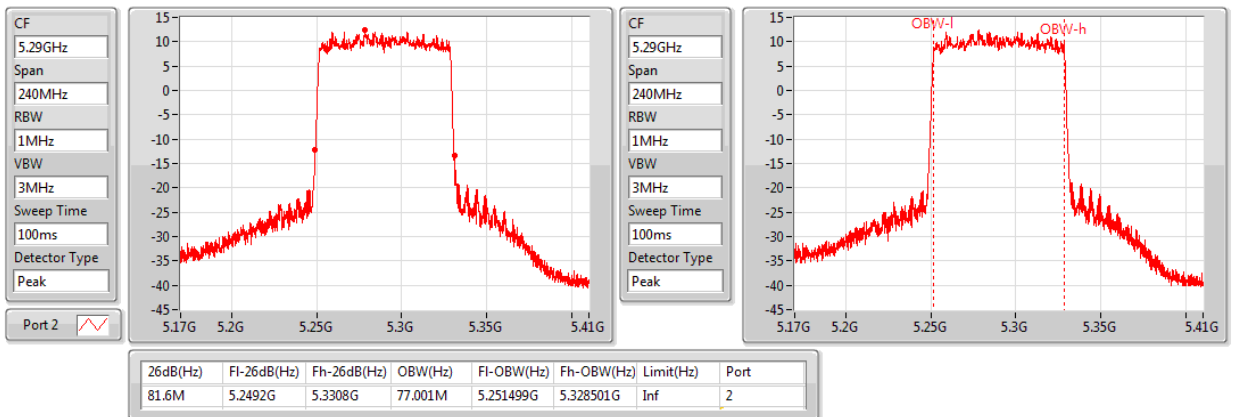 CF
5.29GHz
Span
240MHz
RBW
1MHz
VBW
3MHz
Sweep Time
100ms
Detector Type
Peak
Port 2
15
10
5
0
-5
-10
-15
-20
-25
-30
-35
-40
-45
5.17G 5.2G 5.25G 5.3G 5.35G 5.41G
CF
5.29GHz
Span
240MHz
RBW
1MHz
VBW
3MHz
Sweep Time
100ms
Detector Type
Peak
15
10
5
0
-5
-10
-15
-20
-25
-30
-35
-40
-45
OBW-l
OBW-h
5.17G 5.2G 5.25G 5.3G 5.35G 5.41G
26dB(Hz) Fl-26dB(Hz) Fh-26dB(Hz) OBW(Hz) Fl-OBW(Hz) Fh-OBW(Hz) Limit(Hz) Port
81.6M 5.2492G 5.3308G 77.001M 5.251499G 5.328501G Inf 2